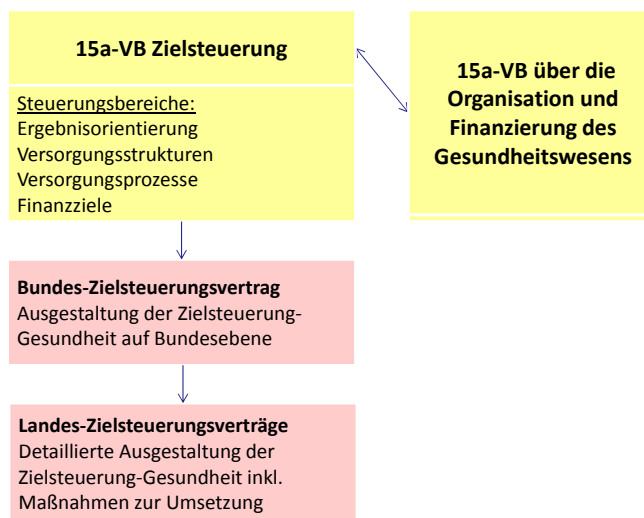 15a-VB Zielsteuerung
Steuerungsbereiche:
Ergebnisorientierung
Versorgungsstrukturen
Versorgungsprozesse
Finanzziele
15a-VB über die
Organisation und
Finanzierung des
Gesundheitswesens
Bundes-Zielsteuerungsvertrag
Ausgestaltung der Zielsteuerung-
Gesundheit auf Bundesebene
Landes-Zielsteuerungsverträge
Detaillierte Ausgestaltung der
Zielsteuerung-Gesundheit inkl.
Maßnahmen zur Umsetzung